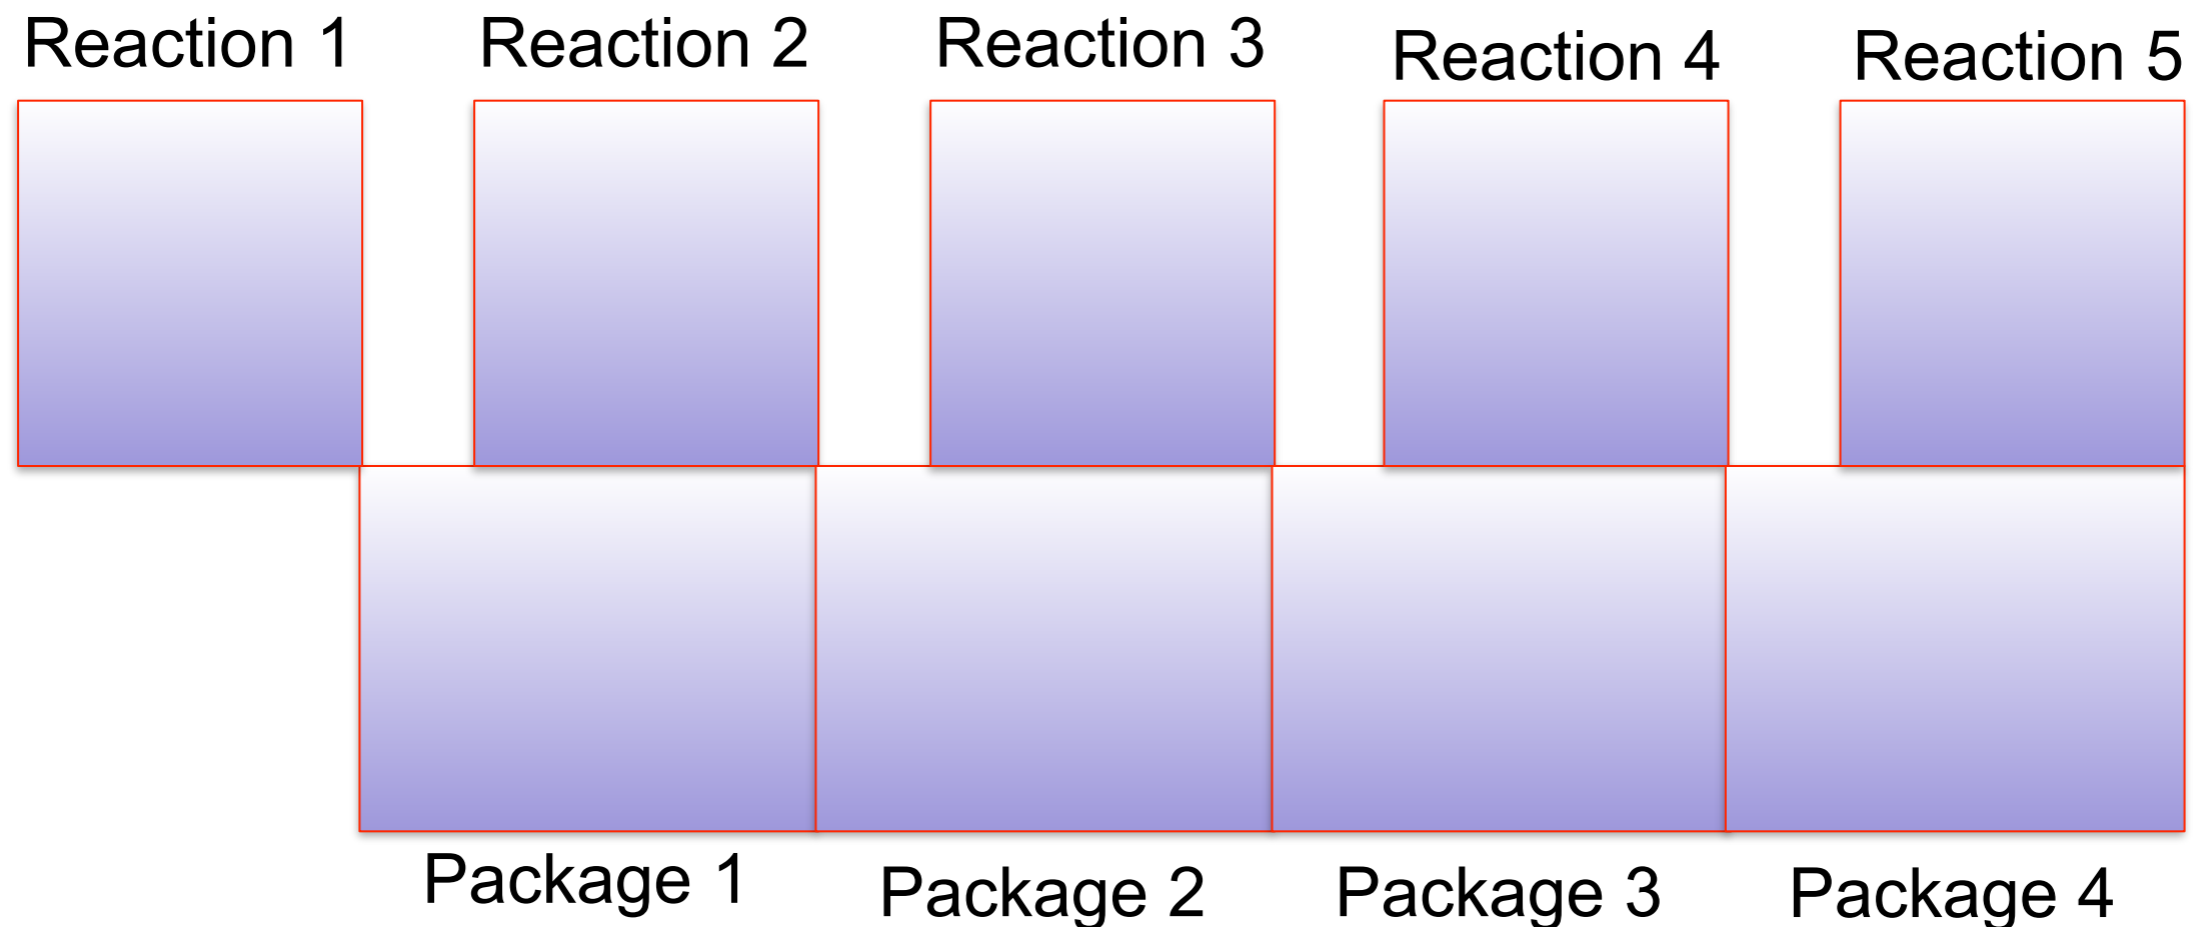 Reaction 1
Reaction 2
Reaction 3
Reaction 4
Reaction 5
Package 1
Package 2
Package 3
Package 4